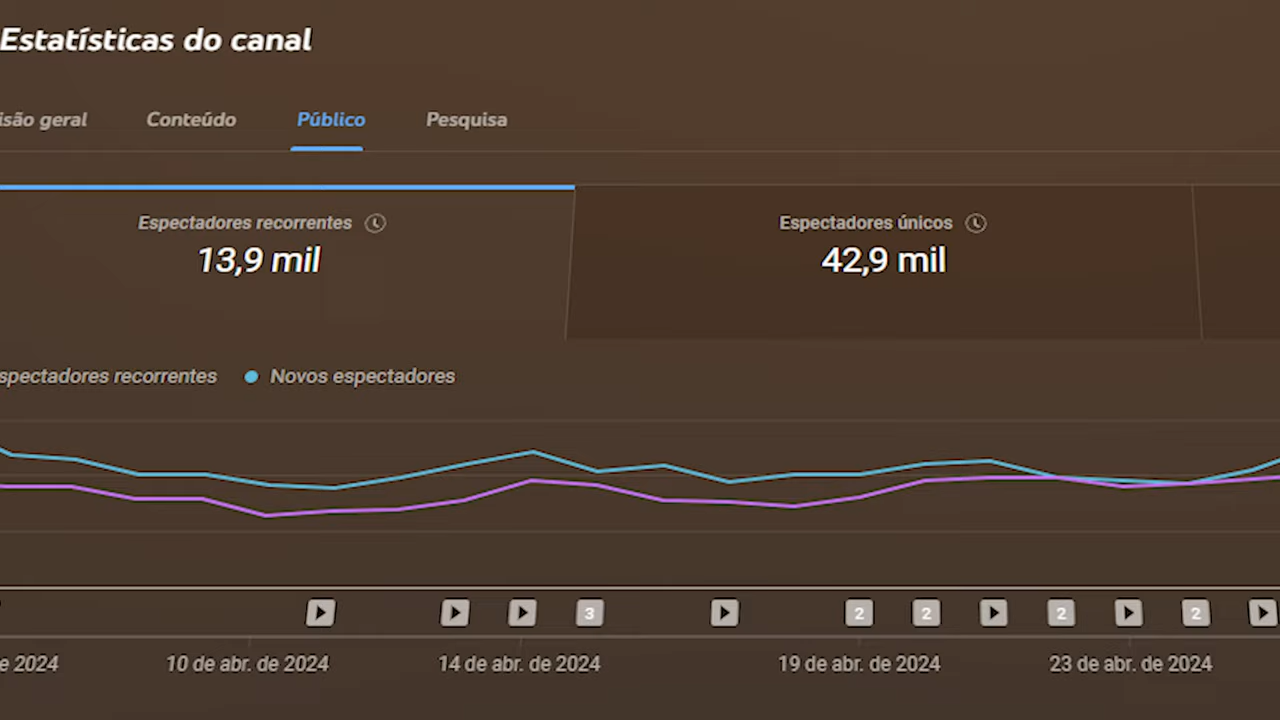 Estatísticas do canal
isão geral Conteúdo Público Pesquisa
Espectadores recorrentes Espectadores únicos
13,9 mil 42,9 mil
spectadores recorrentes Novos espectadores
3 2 2 2 2
e 2024 10 de abr. de 2024 14 de abr. de 2024 19 de abr. de 2024 23 de abr. de 2024